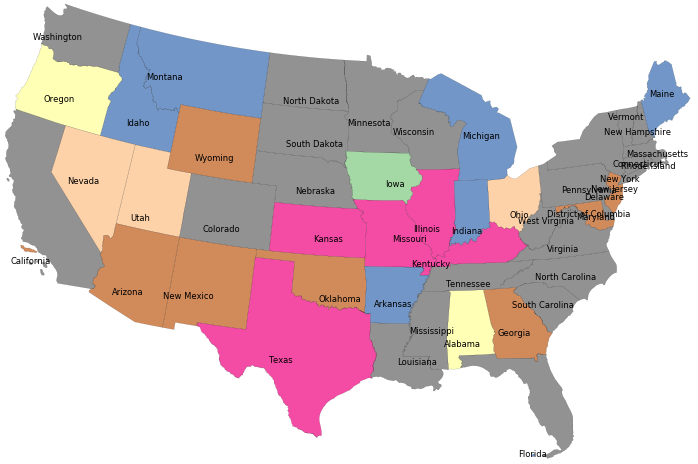 Washington
Montana
Maine
Oregon
North Dakota
Idaho
Minnesota
Vermont
Wisconsin
New Hampshire
Michigan
South Dakota
Massachusetts
Wyoming
Connecticut
Rhode Island
Nevada
Iowa
New York
Nebraska
Pennsylvania
New Jersey
Delaware
Utah
Ohio
District of Columbia
Maryland
West Virginia
Colorado
Illinois
Indiana
Kansas
Missouri
Virginia
California
Kentucky
North Carolina
Tennessee
Arizona
New Mexico
Oklahoma
Arkansas
South Carolina
Mississippi
Georgia
Alabama
Texas
Louisiana
Florida